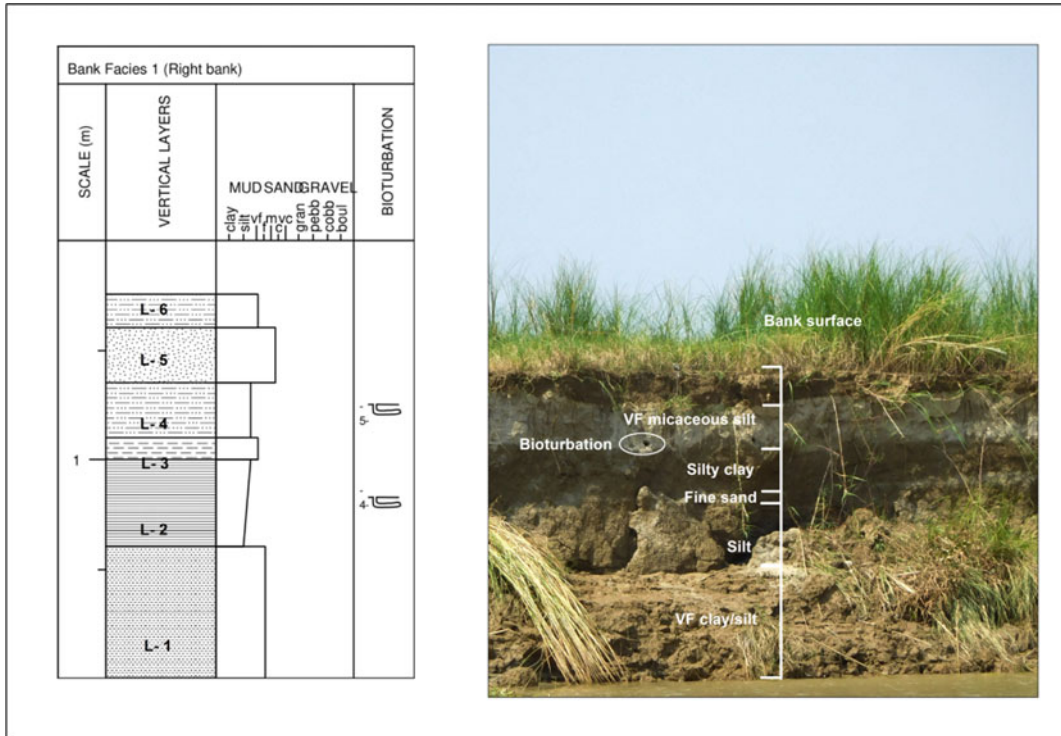 Bank Facies 1 (Right bank)
SCALE (m)
VERTICAL LAYERS
MUD SAND GRAVEL
clay
silt
vf
f
m
c
vc
gran
pebb
cobb
boul
BIOTURBATION
L- 6
L- 5
L- 4
5
1
L- 3
4
L- 2
L- 1
Bank surface
VF micaceous silt
Bioturbation
Silty clay
Fine sand
Silt
VF clay/silt